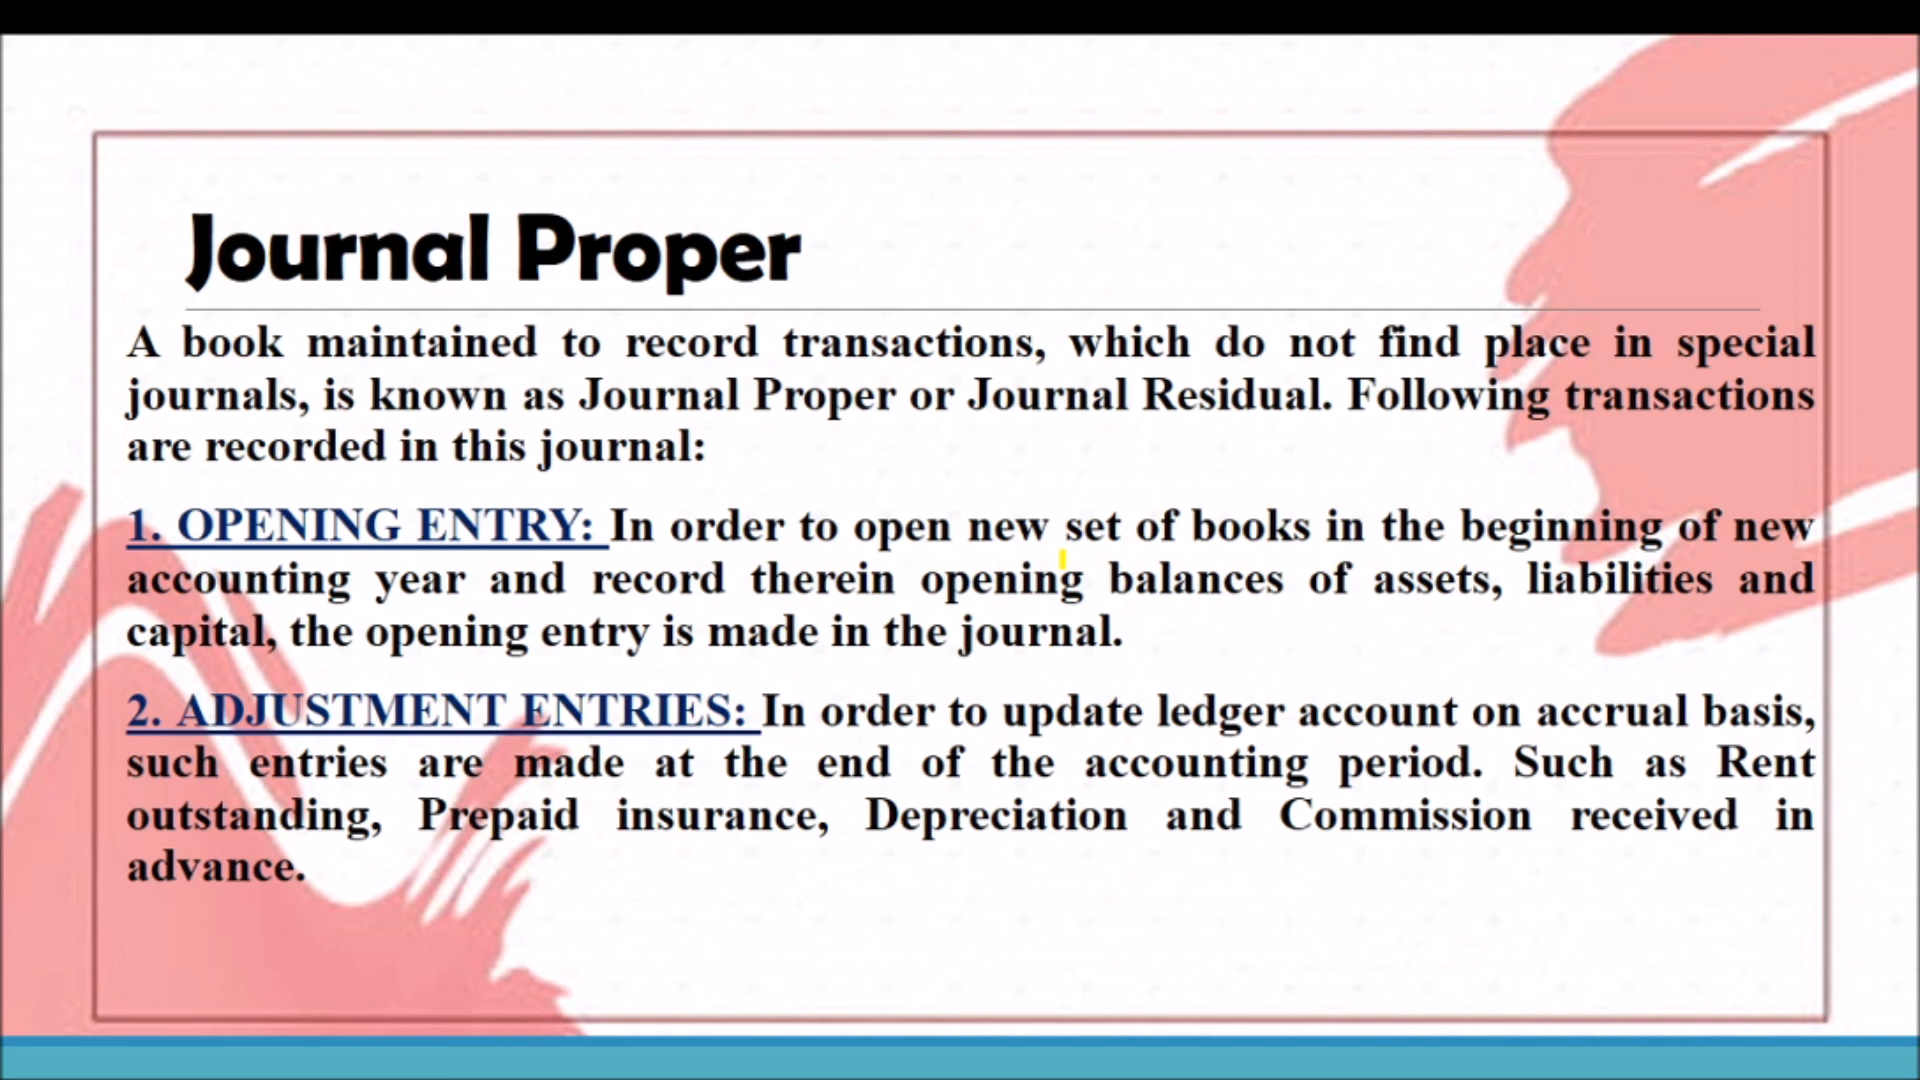 Journal Proper
A book maintained to record transactions, which do not find place in special
journals, is known as Journal Proper or Journal Residual. Following transactions
are recorded in this journal:
1. OPENING ENTRY: In order to open new set of books in the beginning of new
accounting year and record therein opening balances of assets, liabilities and
capital, the opening entry is made in the journal.
2. ADJUSTMENT ENTRIES: In order to update ledger account on accrual basis,
such entries are made at the end of the accounting period. Such as Rent
outstanding, Prepaid insurance, Depreciation and Commission received in
advance.